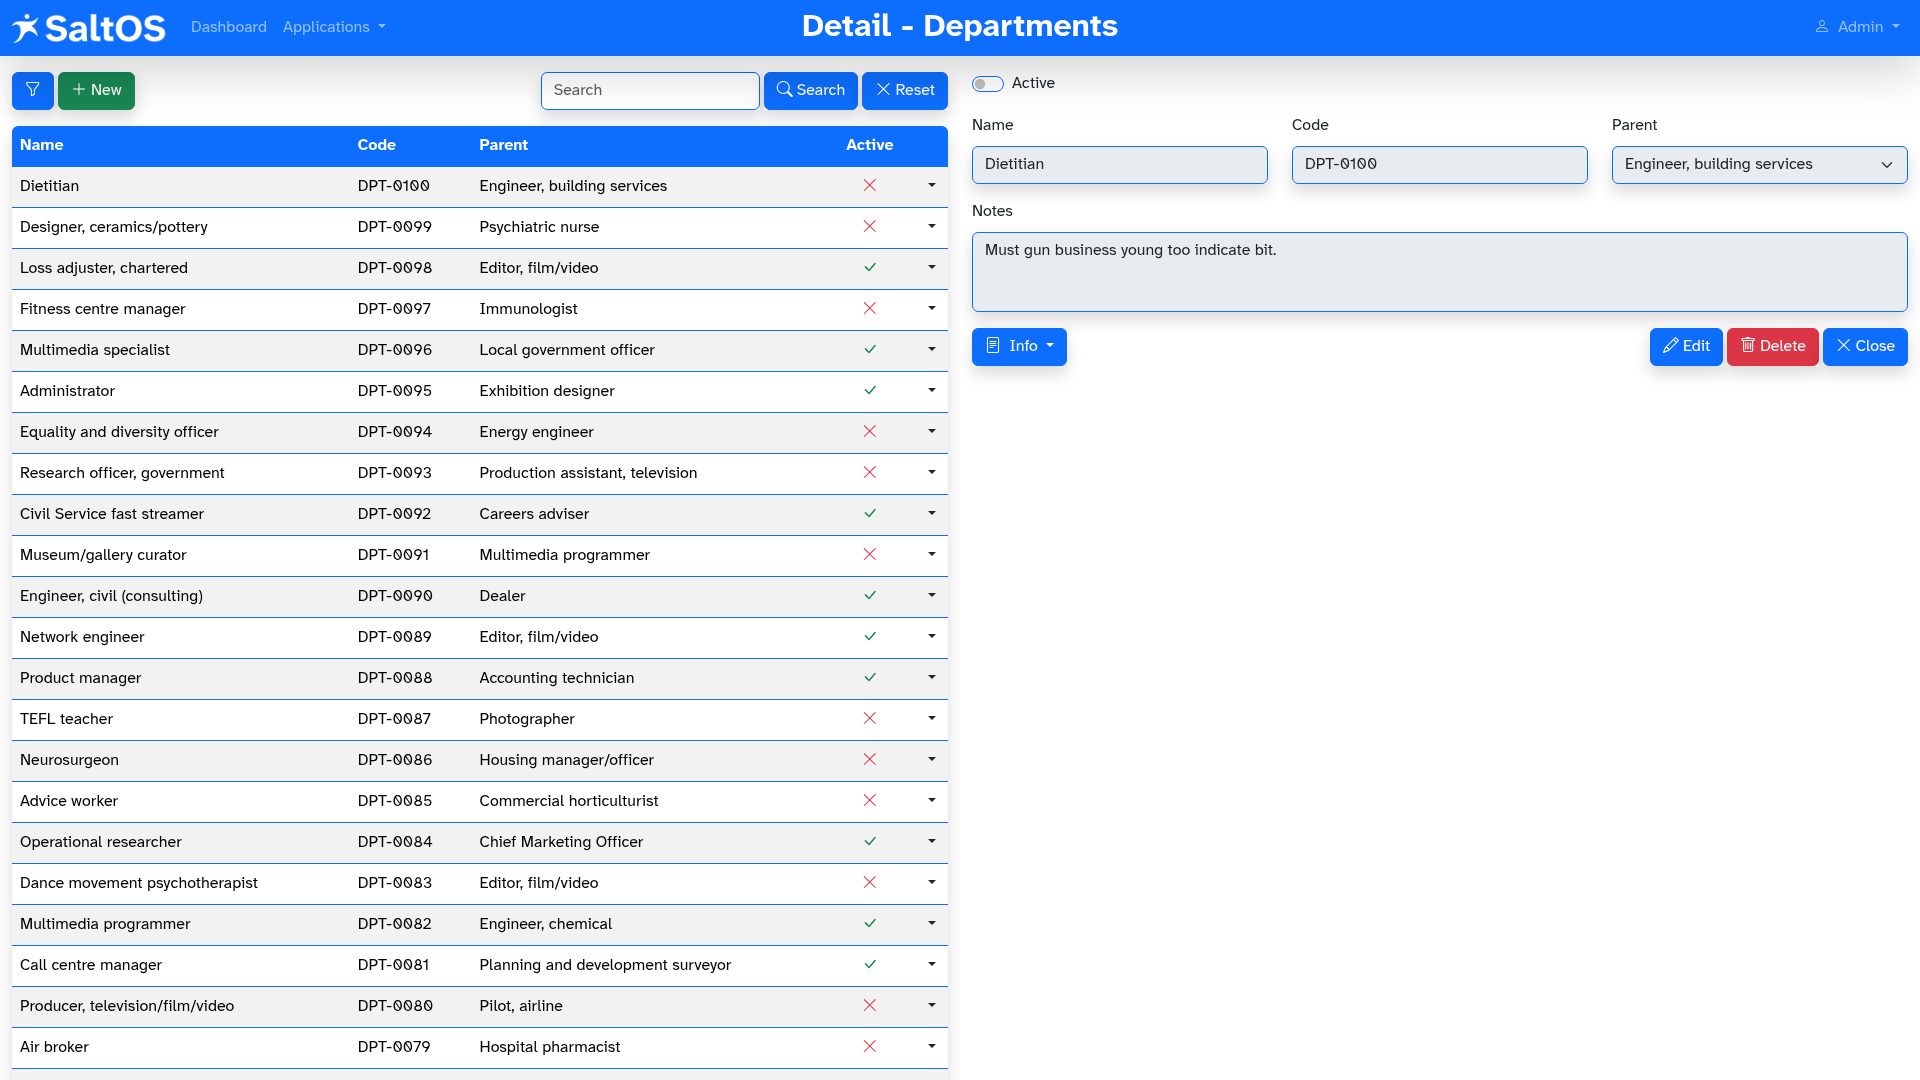 SaltOS Dashboard Applications Detail - Departments Admin
New Search Search Reset
Name Code Parent Active
Dietitian DPT-0100 Engineer, building services
Designer, ceramics/pottery DPT-0099 Psychiatric nurse
Loss adjuster, chartered DPT-0098 Editor, film/video
Fitness centre manager DPT-0097 Immunologist
Multimedia specialist DPT-0096 Local government officer
Administrator DPT-0095 Exhibition designer
Equality and diversity officer DPT-0094 Energy engineer
Research officer, government DPT-0093 Production assistant, television
Civil Service fast streamer DPT-0092 Careers adviser
Museum/gallery curator DPT-0091 Multimedia programmer
Engineer, civil (consulting) DPT-0090 Dealer
Network engineer DPT-0089 Editor, film/video
Product manager DPT-0088 Accounting technician
TEFL teacher DPT-0087 Photographer
Neurosurgeon DPT-0086 Housing manager/officer
Advice worker DPT-0085 Commercial horticulturist
Operational researcher DPT-0084 Chief Marketing Officer
Dance movement psychotherapist DPT-0083 Editor, film/video
Multimedia programmer DPT-0082 Engineer, chemical
Call centre manager DPT-0081 Planning and development surveyor
Producer, television/film/video DPT-0080 Pilot, airline
Air broker DPT-0079 Hospital pharmacist
Active
Name Code Parent
Dietitian DPT-0100 Engineer, building services
Notes
Must gun business young too indicate bit.
Info Edit Delete Close